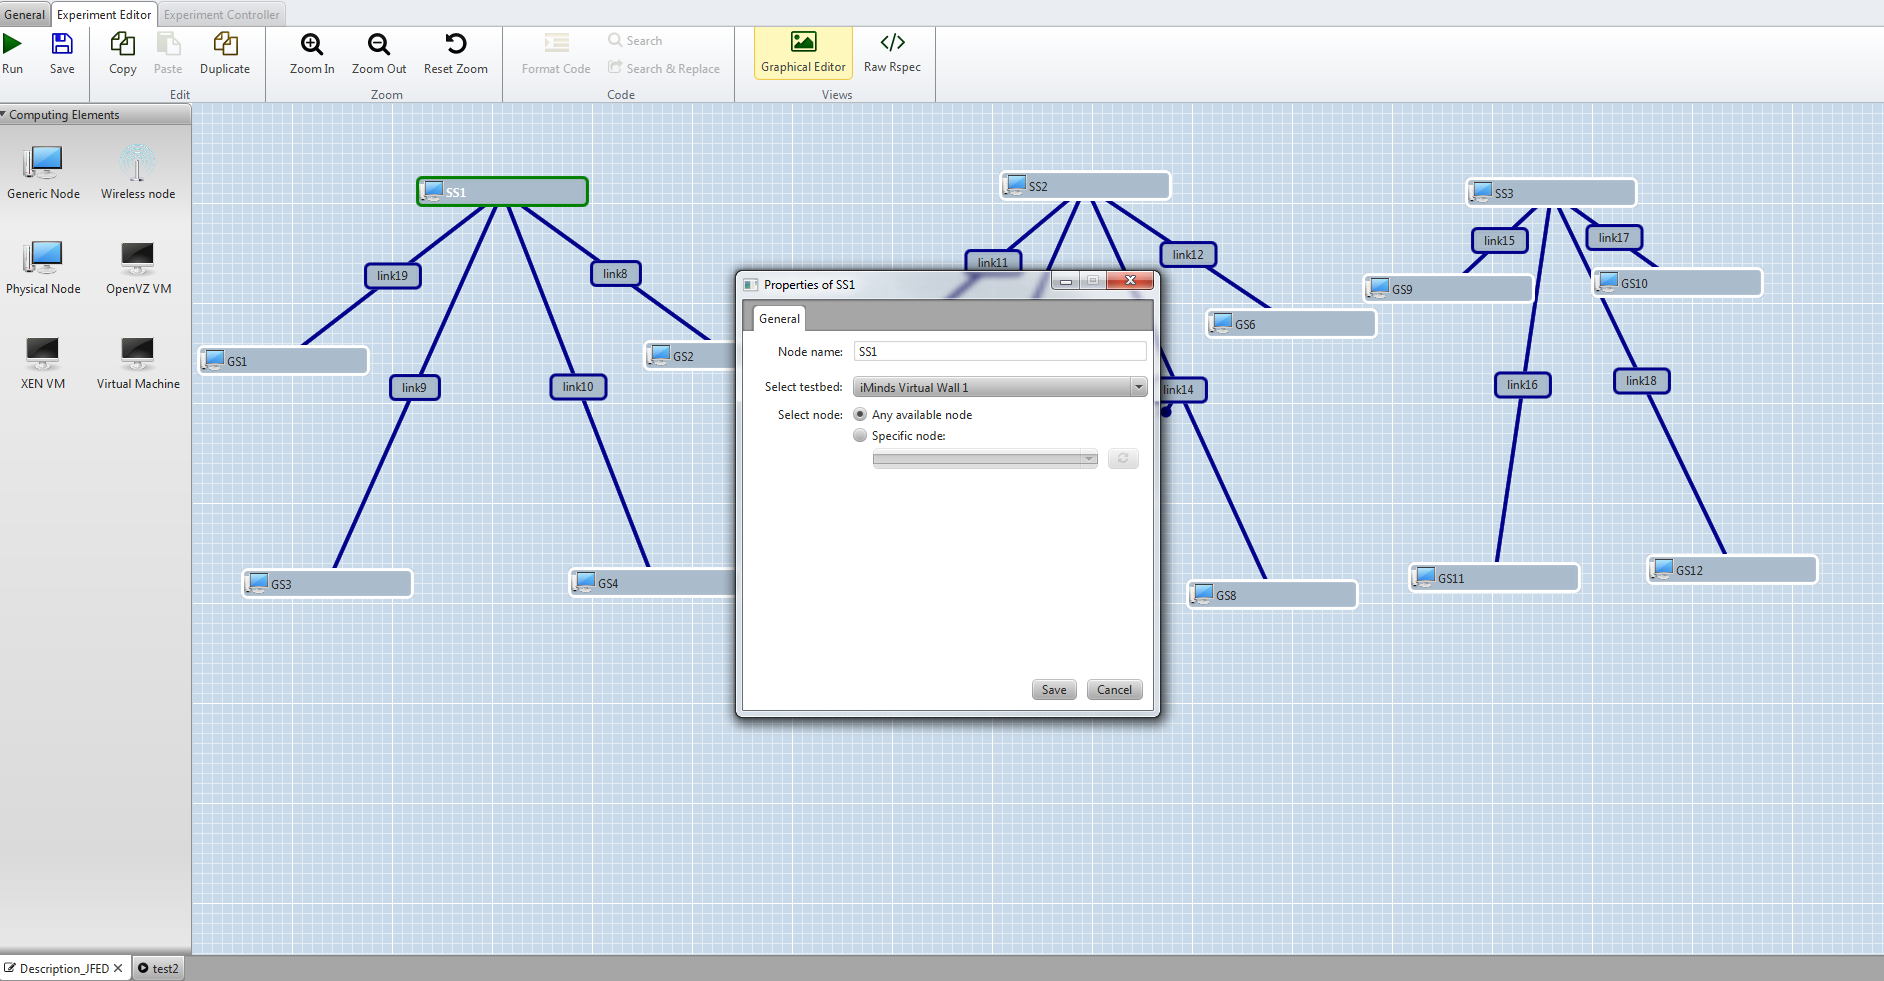 General Experiment Editor Experiment Controller
Run Save Copy Paste Duplicate Zoom In Zoom Out Reset Zoom Format Code Search Search & Replace Graphical Editor Raw Rspec
Edit Zoom Code Views
Computing Elements
Generic Node Wireless node
Physical Node OpenVZ VM
XEN VM Virtual Machine
SS1
link19
link8
GS1
GS2
link9
link10
GS3
GS4
SS2
link11
link12
GS6
link14
GS8
SS3
link15
link17
GS9
GS10
link16
link18
GS11
GS12
Properties of SS1
General
Node name: SS1
Select testbed: iMinds Virtual Wall 1
Select node: Any available node
Specific node:
Save Cancel
Description_JFED test2